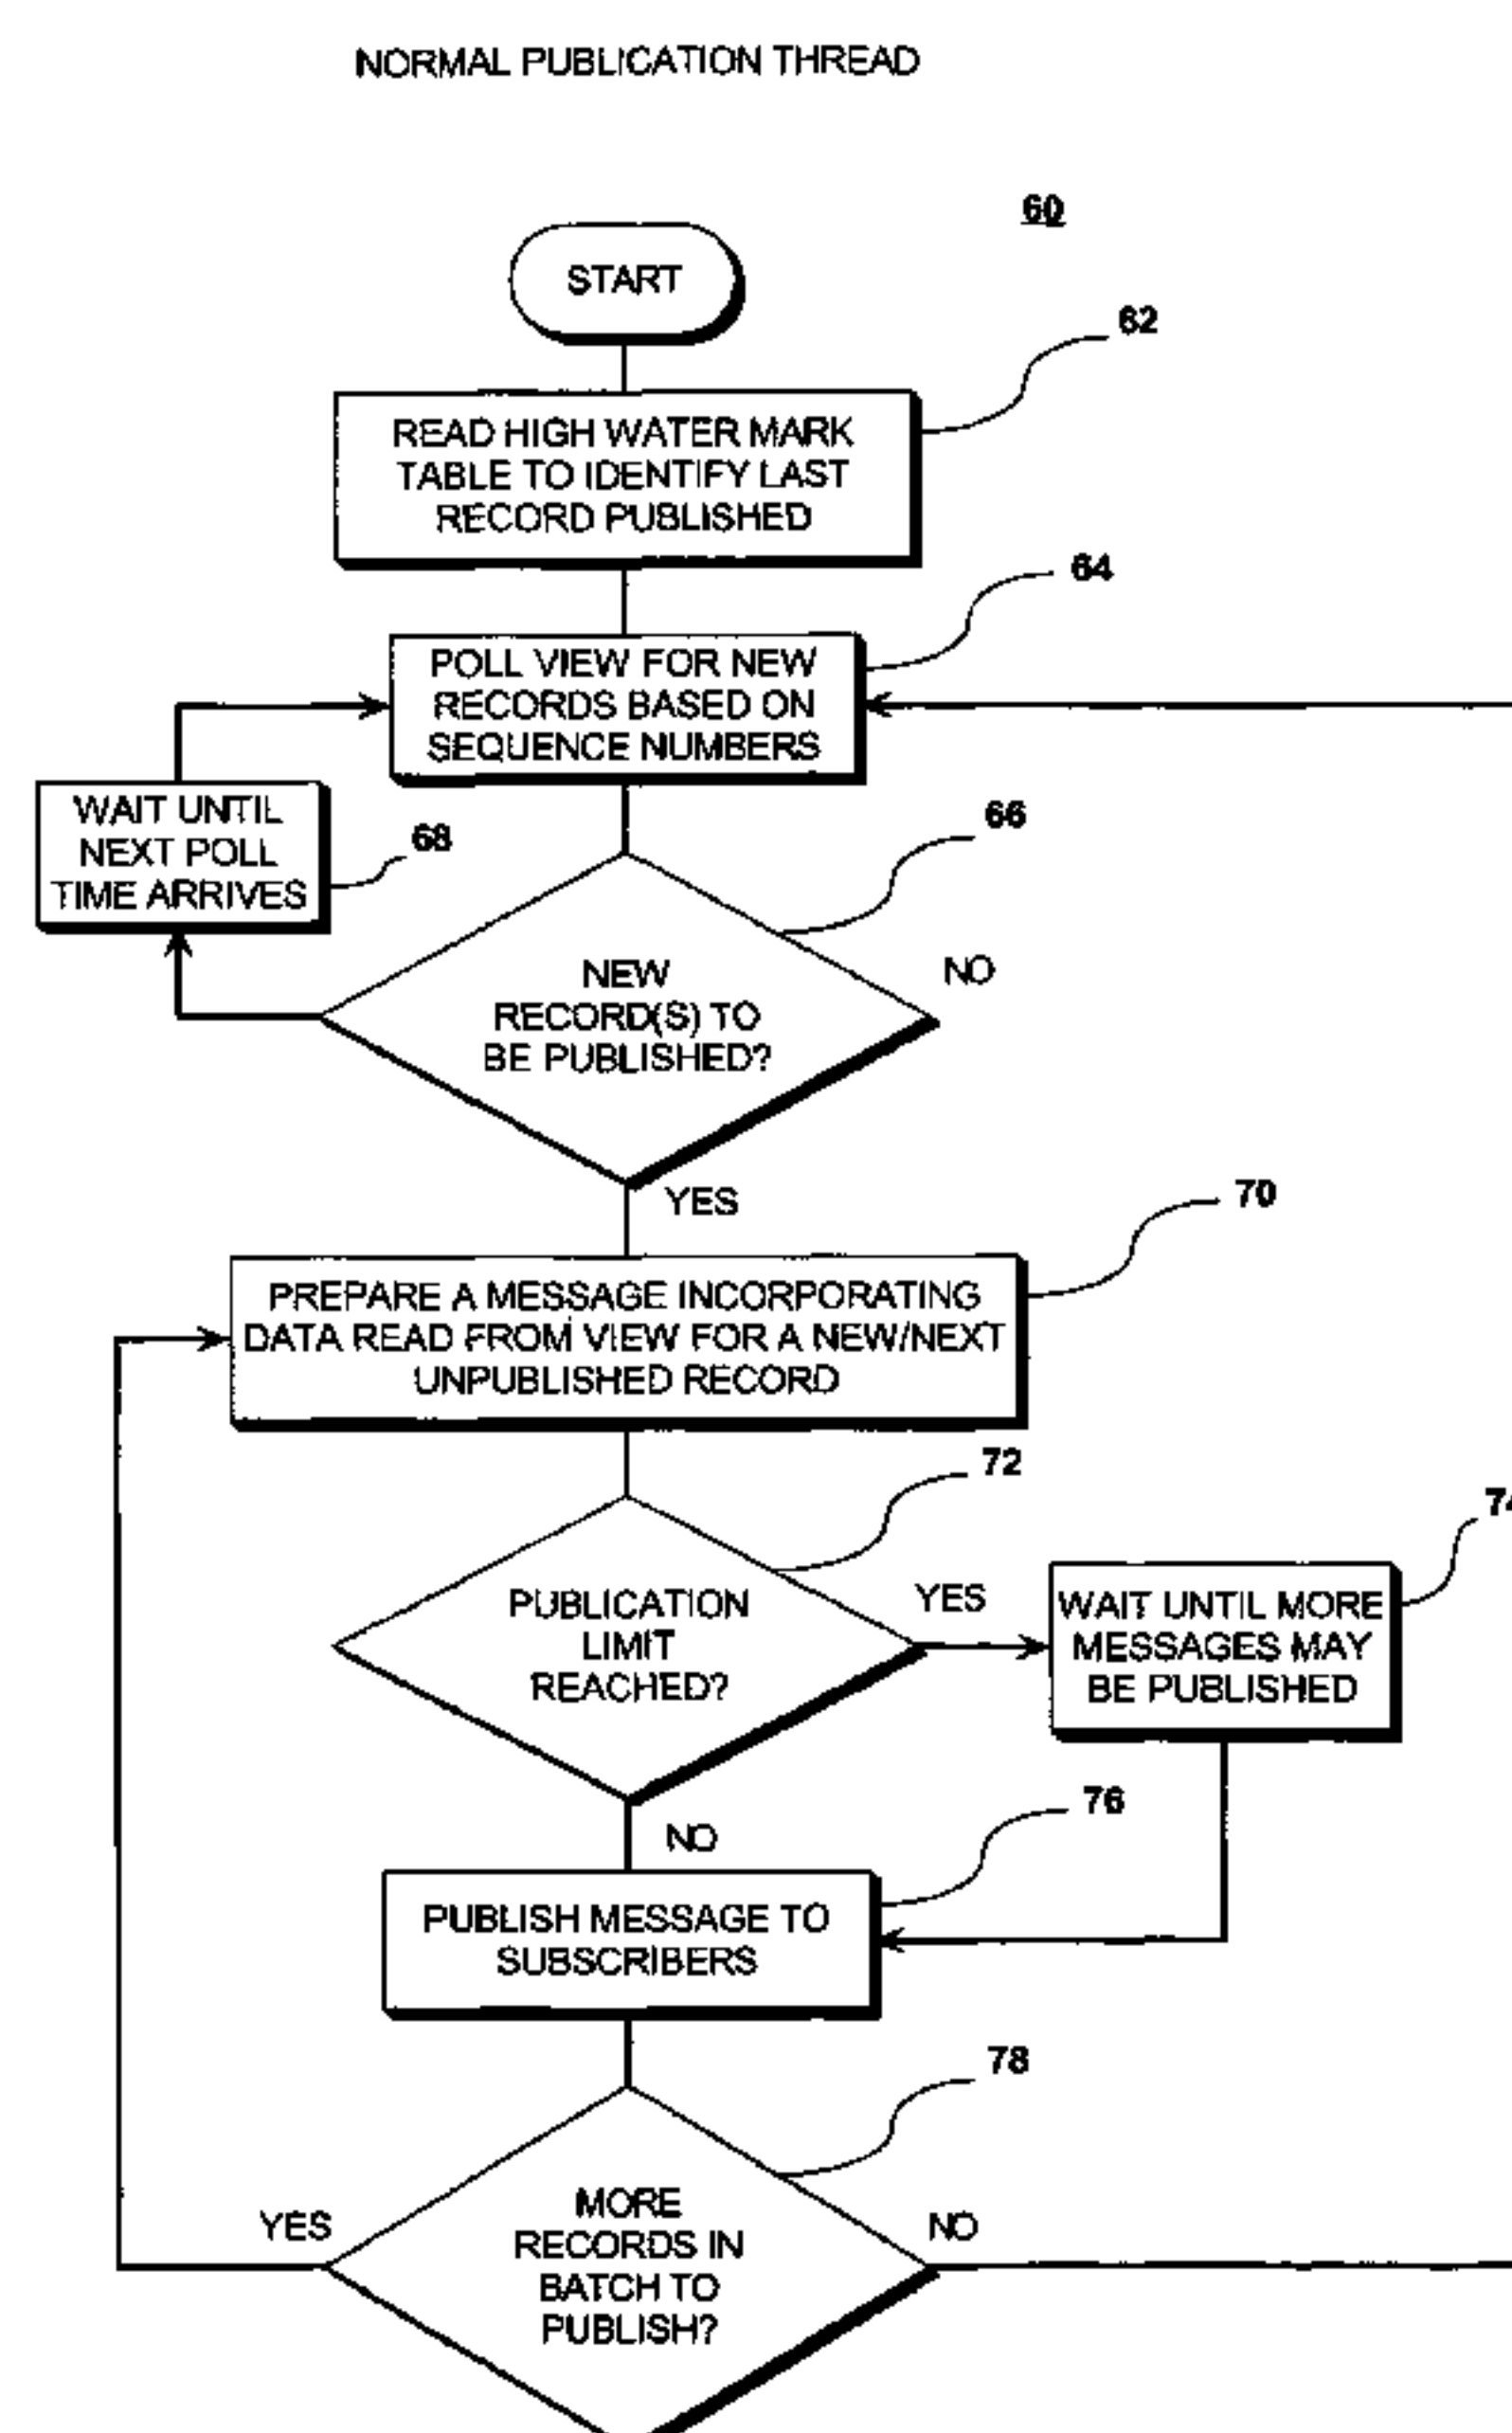 NORMAL PUBLICATION THREAD
60
START
62
READ HIGH WATER MARK
TABLE TO IDENTIFY LAST
RECORD PUBLISHED
64
POLL VIEW FOR NEW
RECORDS BASED ON
SEQUENCE NUMBERS
66
WAIT UNTIL
NEXT POLL
TIME ARRIVES
68
NEW
RECORD(S) TO
BE PUBLISHED?
NO
YES
70
PREPARE A MESSAGE INCORPORATING
DATA READ FROM VIEW FOR A NEW/NEXT
UNPUBLISHED RECORD
72
PUBLICATION
LIMIT
REACHED?
YES
74
WAIT UNTIL MORE
MESSAGES MAY
BE PUBLISHED
NO
76
PUBLISH MESSAGE TO
SUBSCRIBERS
78
MORE
RECORDS IN
BATCH TO
PUBLISH?
YES
NO